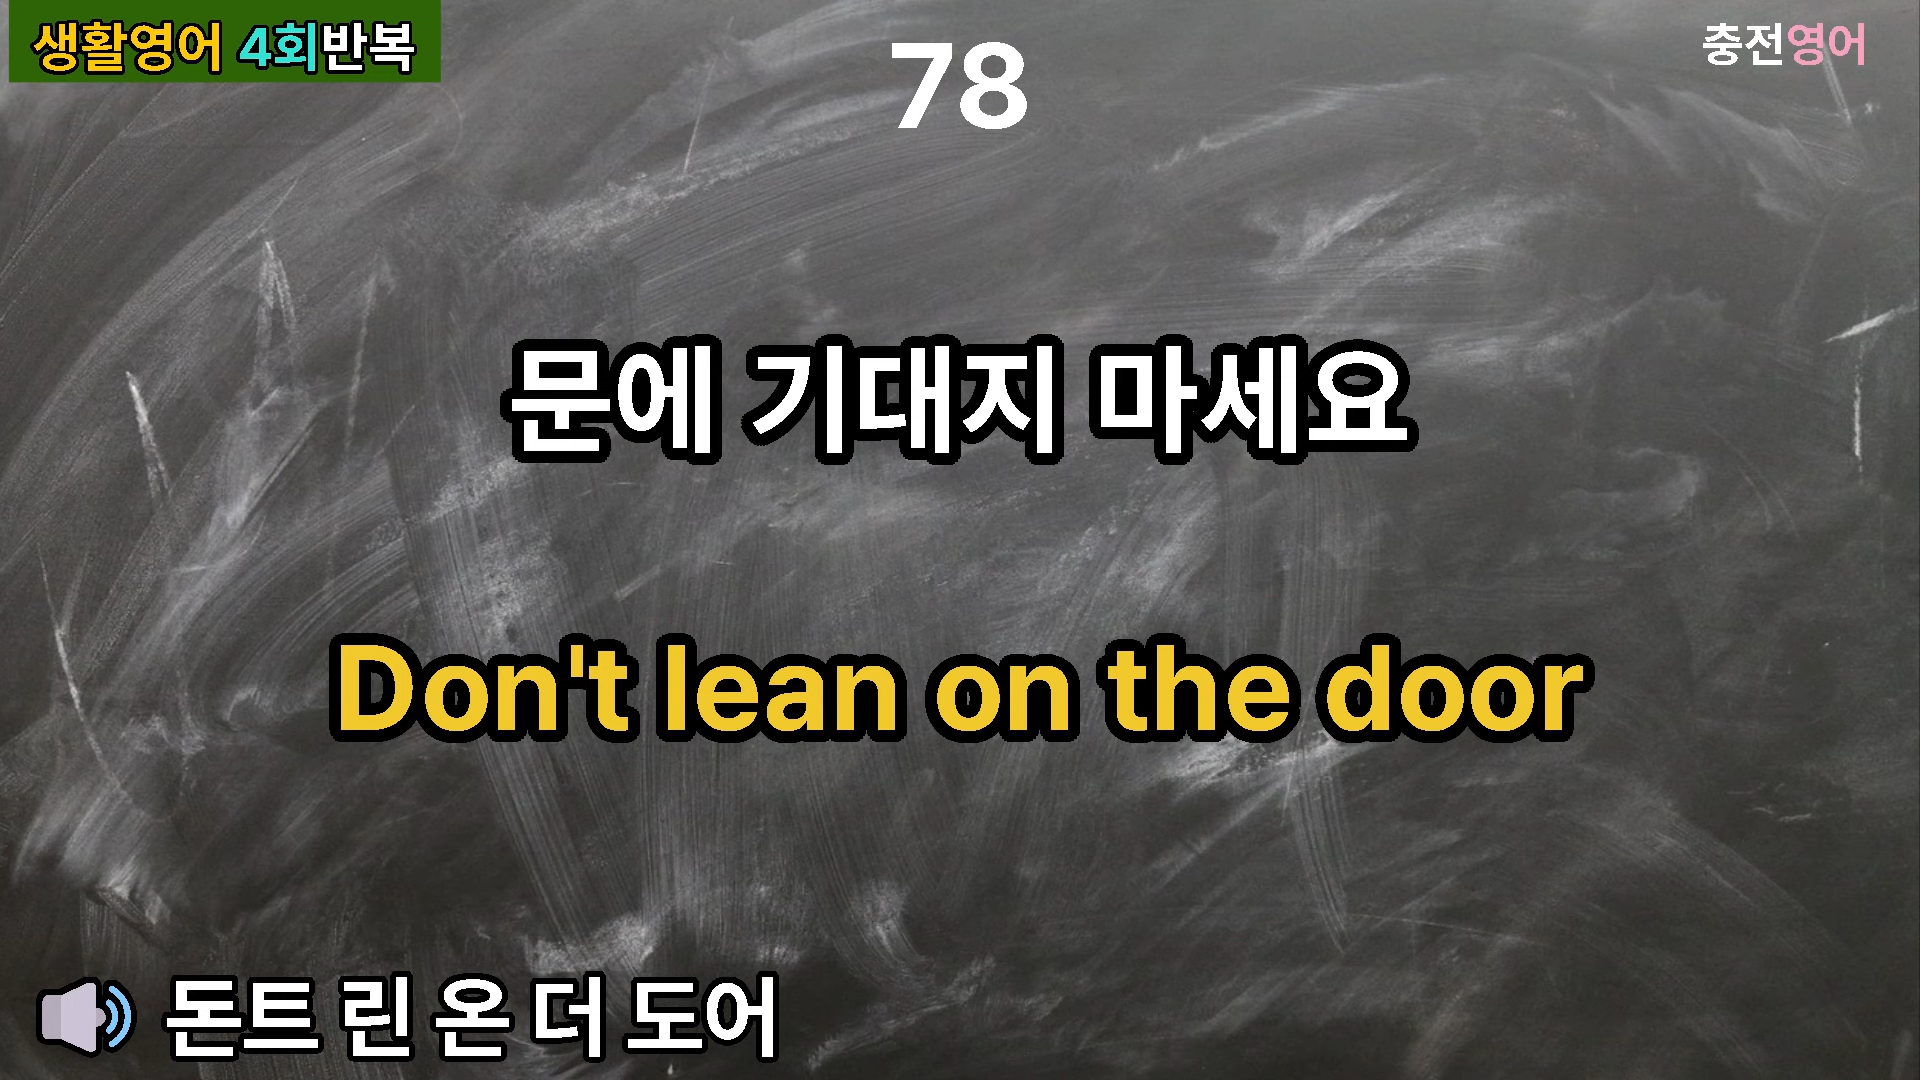 생활영어 4회반복
78
충전영어
문에 기대지 마세요
Don't lean on the door
돈트 린 온 더 도어